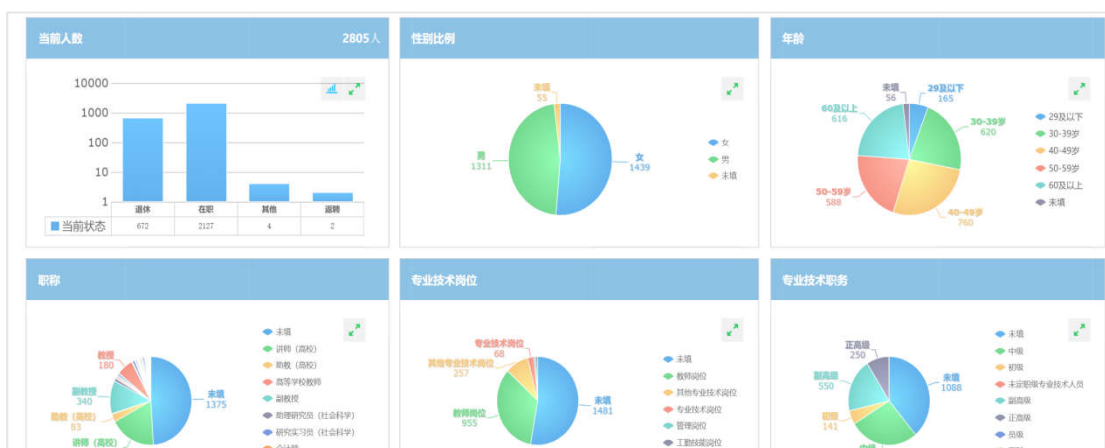 当前人数 2805人
10000
1000
100
10
1
退休 在职 其他 返聘
当前状态 672 2127 4 2
性别比例
未填
55
男
1311
女
1439
女
男
未填
年龄
未填
56
29及以下
165
60及以上
616
30-39岁
620
50-59岁
588
40-49岁
760
29及以下
30-39岁
40-49岁
50-59岁
60及以上
未填
职称
教授
180
副教授
340
助教（高校）
83
讲师（高校）
未填
1375
未填
讲师（高校）
助教（高校）
高等学校教师
副教授
助理研究员（社会科学）
研究实习员（社会科学）
专业技术岗位
专业技术岗位
68
其他专业技术岗位
257
教师岗位
955
未填
1481
未填
教师岗位
其他专业技术岗位
专业技术岗位
管理岗位
工勤技能岗位
专业技术职务
正高级
250
副高级
550
初级
141
未填
1088
未填
中级
初级
未定职级专业技术人员
副高级
正高级
员级